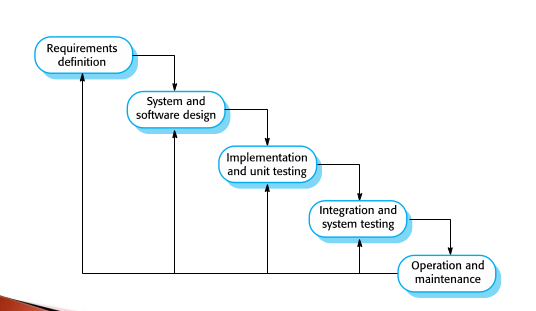 Requirements
definition
System and
software design
Implementation
and unit testing
Integration and
system testing
Operation and
maintenance